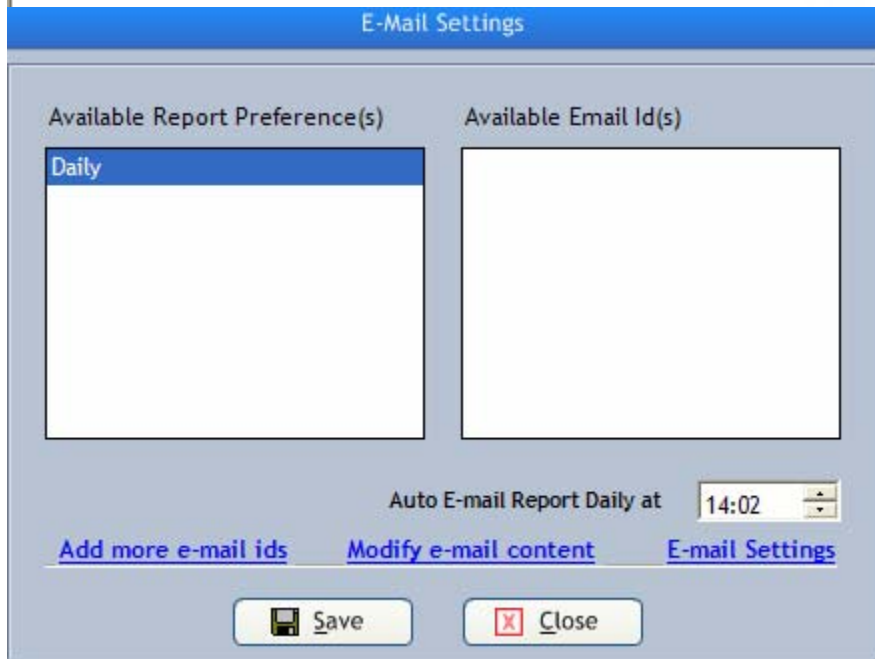 E-Mail Settings
Available Report Preference(s) Available Email Id(s)
Daily
Auto E-mail Report Daily at 14:02
Add more e-mail ids Modify e-mail content E-mail Settings
Save Close